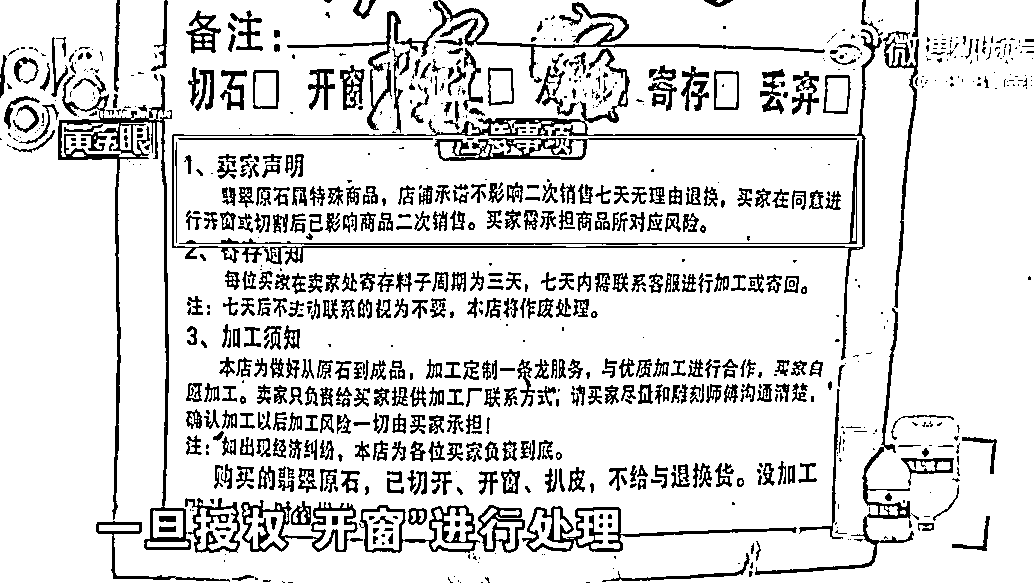 备注：
切石□ 开窗 □ 寄存□ 丢弃□
微博视频号
黄金眼
注意事项
1、卖家声明
翡翠原石属特殊商品，店铺承诺不影响二次销售七天无理由退换，买家在同意进
行开窗或切割后已影响商品二次销售。买家需承担商品所对应风险。
2、寄存通知
每位买家在卖家处寄存料子周期为三天，七天内需联系客服进行加工或寄回。
注：七天后不主动联系的视为不要，本店将作废处理。
3、加工须知
本店为做好从原石到成品，加工定制一条龙服务，与优质加工进行合作，买家自
愿加工。卖家只负责给买家提供加工厂联系方式；请买家尽量和雕刻师傅沟通清楚，
确认加工以后加工风险一切由买家承担！
注：如出现经济纠纷，本店为各位买家负责到底。
购买的翡翠原石，已切开、开窗、扒皮，不给与退换货。没加工
一旦授权“开窗”进行处理